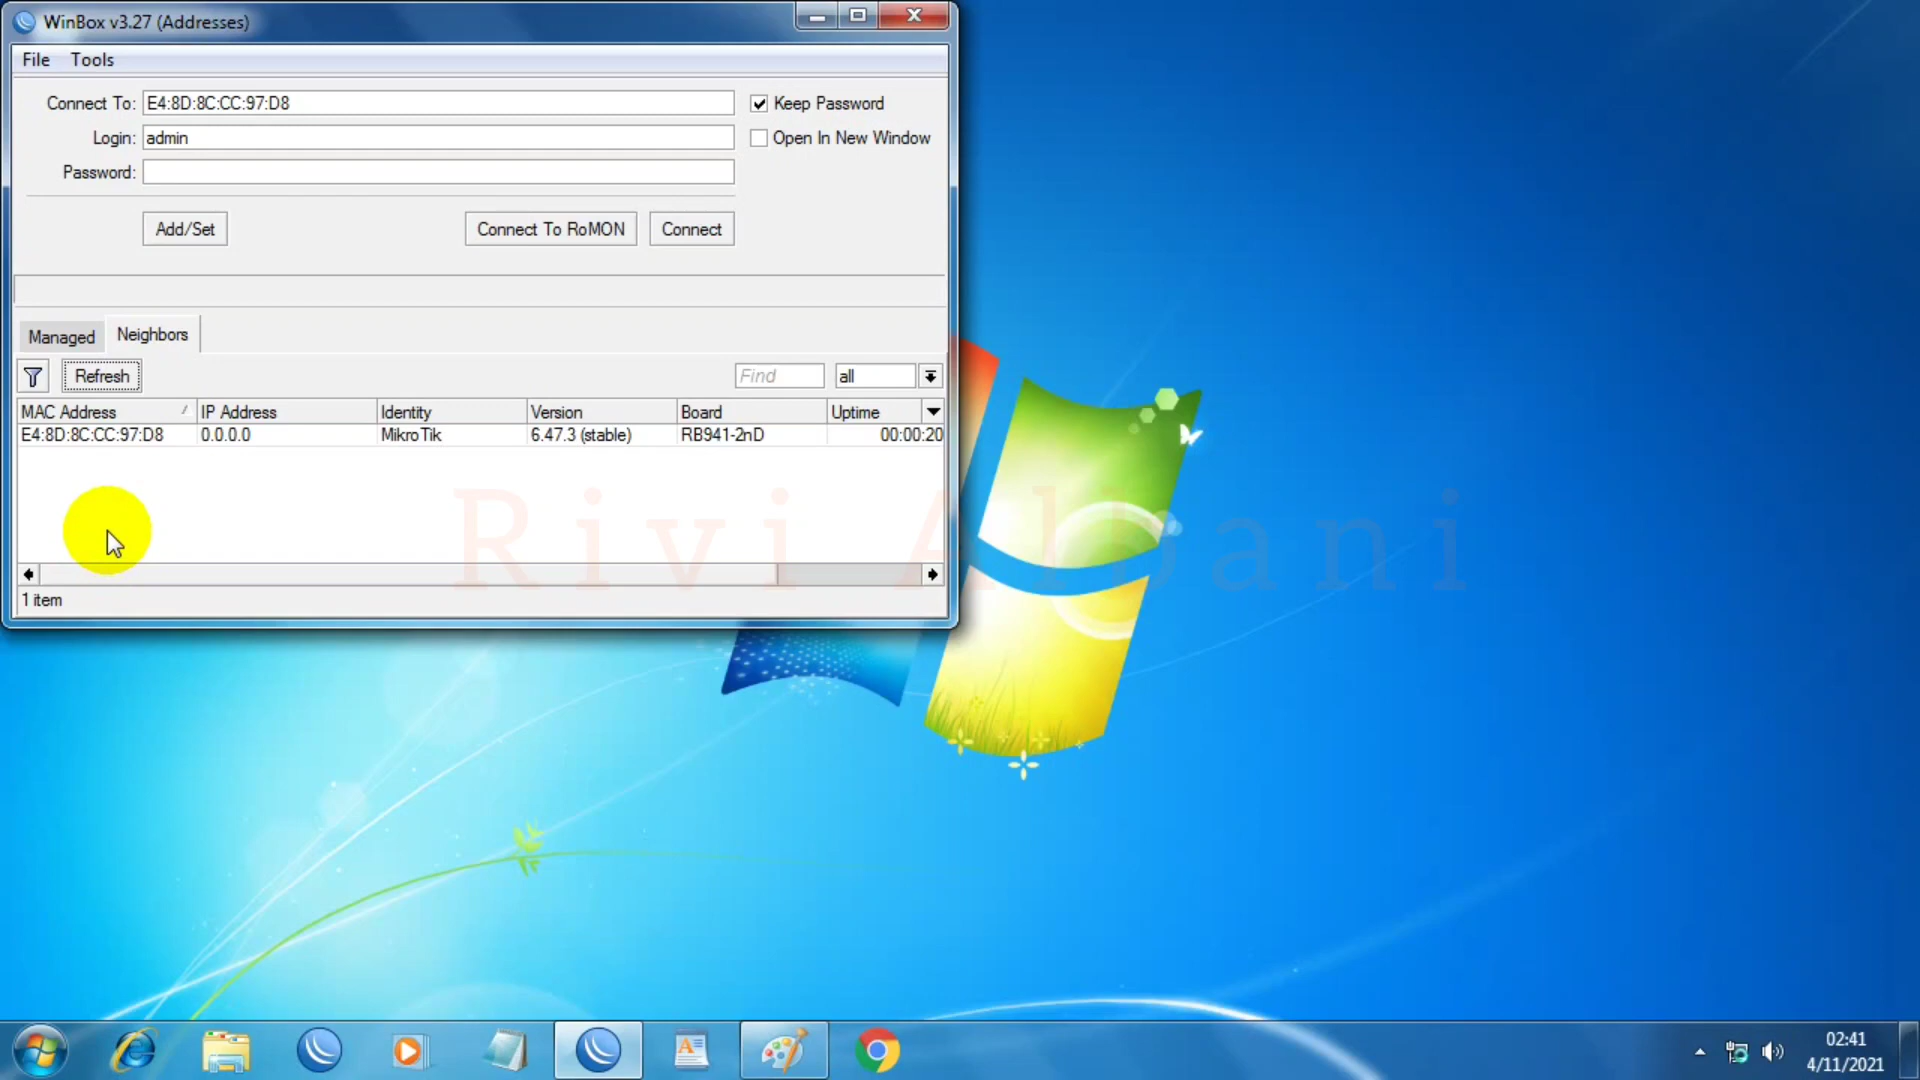 WinBox v3.27 (Addresses)
File Tools
Connect To: E4:8D:8C:CC:97:D8 Keep Password
Login: admin Open In New Window
Password:
Add/Set Connect To RoMON Connect
Managed Neighbors
Refresh Find all
MAC Address IP Address Identity Version Board Uptime
E4:8D:8C:CC:97:D8 0.0.0.0 MikroTik 6.47.3 (stable) RB941-2nD 00:00:20
Rivi Albani
1 item
02:41
4/11/2021